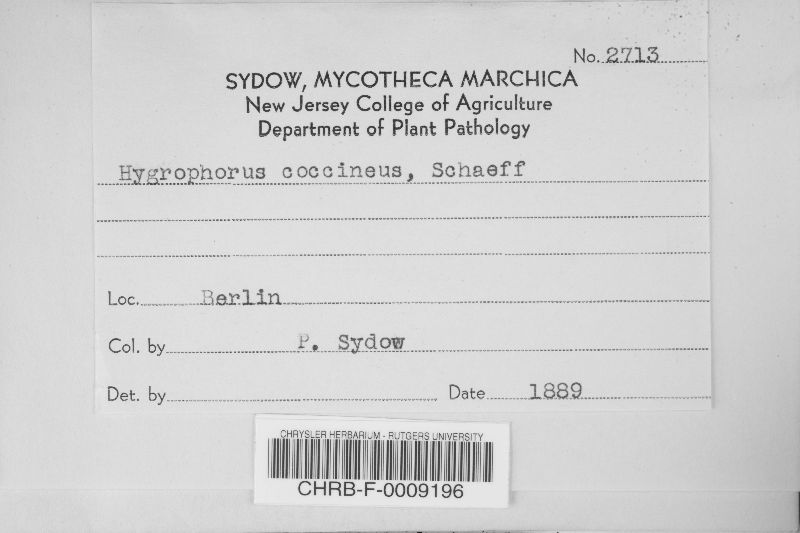 No. 2713
SYDOW, MYCOTHECA MARCHICA
New Jersey College of Agriculture
Department of Plant Pathology
Hygrophorus coccineus, Schaeff
Loc. Berlin
Col. by P. Sydow
Det. by Date 1889
CHRYSLER HERBARIUM - RUTGERS UNIVERSITY
CHRB-F-0009196